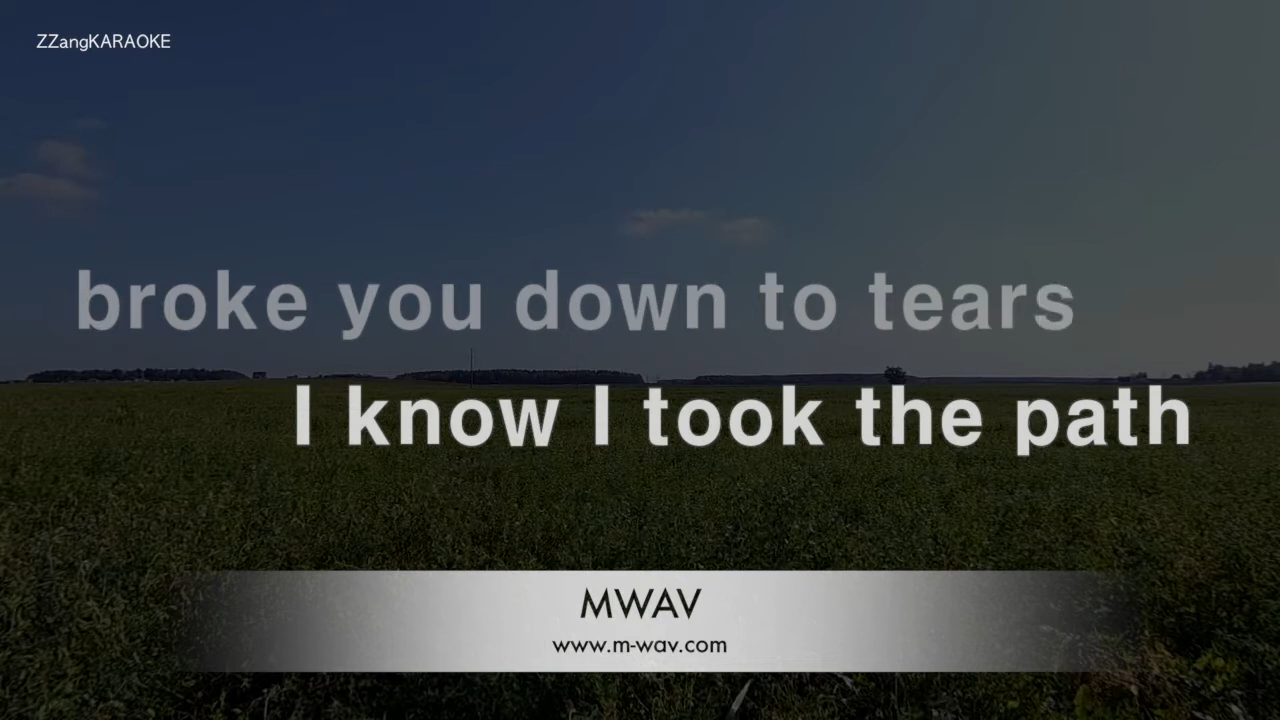 ZZangKARAOKE
broke you down to tears
I know I took the path
MWAV
www.m-wav.com